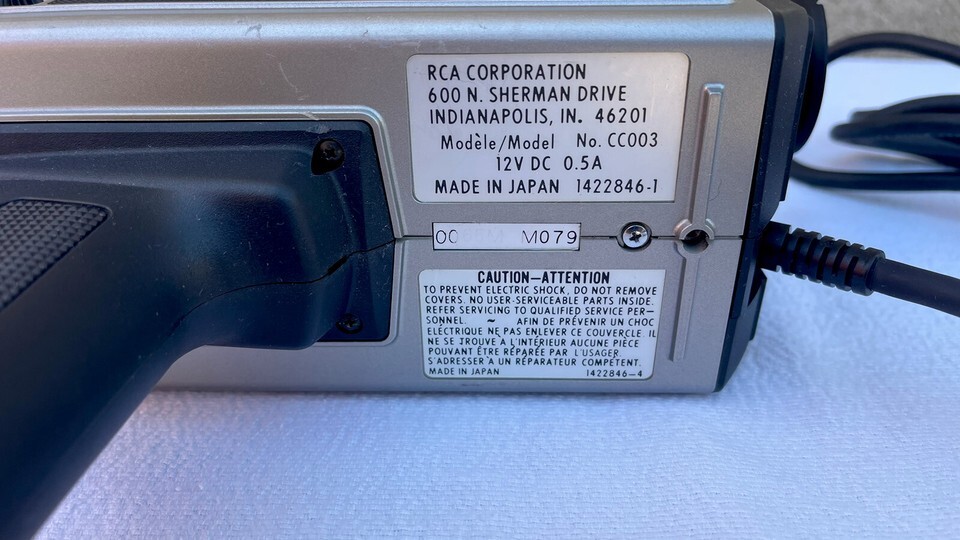 RCA CORPORATION
600 N. SHERMAN DRIVE
INDIANAPOLIS, IN. 46201
Modèle/Model No. CC003
12V DC 0.5A
MADE IN JAPAN 1422846-1
M079
CAUTION—ATTENTION
TO PREVENT ELECTRIC SHOCK, DO NOT REMOVE
COVERS. NO USER-SERVICEABLE PARTS INSIDE.
REFER SERVICING TO QUALIFIED SERVICE PER-
SONNEL. ~ AFIN DE PRÉVENIR UN CHOC
ELECTRIQUE NE PAS ENLEVER CE COUVERCLE. IL
NE SE TROUVE A L'INTÉRIEUR AUCUNE PIÈCE
POUVANT ÊTRE RÉPARÉE PAR L'USAGER.
S'ADRESSER A UN RÉPARATEUR COMPETENT.
MADE IN JAPAN 1422846-4